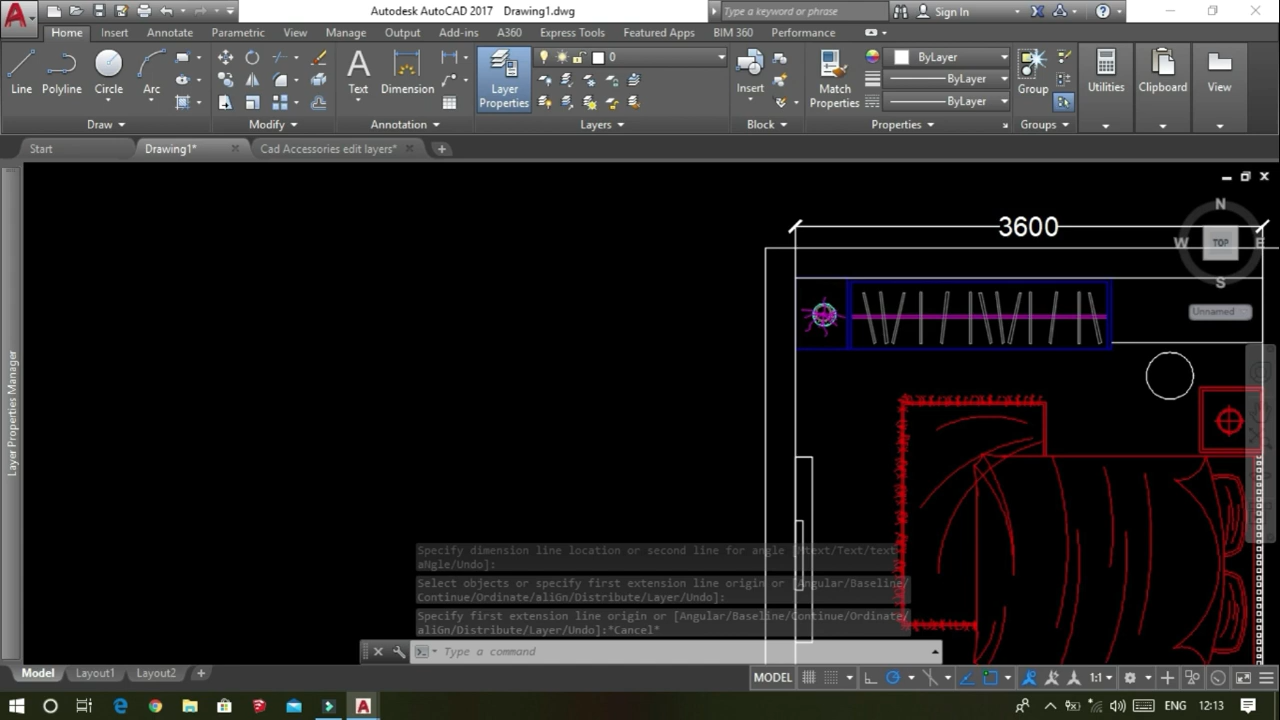 Autodesk AutoCAD 2017 Drawing1.dwg
Type a keyword or phrase
Sign In
Home Insert Annotate Parametric View Manage Output Add-ins A360 Express Tools Featured Apps BIM 360 Performance
Line Polyline Circle Arc
Text Dimension
Layer Properties
0
Insert
Match Properties
ByLayer
ByLayer
ByLayer
Group
Utilities
Clipboard
View
Draw Modify Annotation Layers Block Properties Groups
Start Drawing1* Cad Accessories edit layers*
3600
N
W TOP E
S
Unnamed
Layer Properties Manager
Specify dimension line location or second line for angle [Mtext/Text/text
aNgle/Undo]:
Select objects or specify first extension line origin or [Angular/Baseline/
Continue/Ordinate/aliGn/Distribute/Layer/Undo]:
Specify first extension line origin or [Angular/Baseline/Continue/Ordinate/
aliGn/Distribute/Layer/Undo]:*Cancel*
Type a command
Model Layout1 Layout2
MODEL 1:1
ENG 12:13